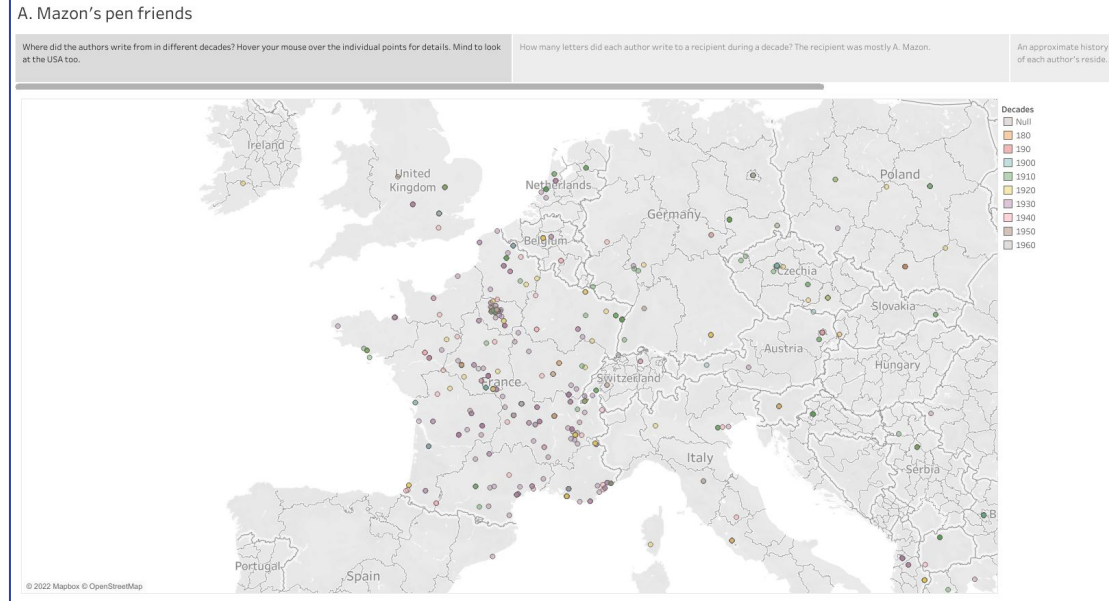 A. Mazon's pen friends
Where did the authors write from in different decades? Hover your mouse over the individual points for details. Mind to look
at the USA too.
How many letters did each author write to a recipient during a decade? The recipient was mostly A. Mazon.
An approximate history
of each author's reside.
Decades
Null
180
190
1900
1910
1920
1930
1940
1950
1960
Ireland
United
Kingdom
Netherlands
Poland
Germany
Belgium
Czechia
Slovakia
Austria
Hungary
France
Switzerland
Italy
Serbia
B
Portugal
Spain
© 2022 Mapbox © OpenStreetMap